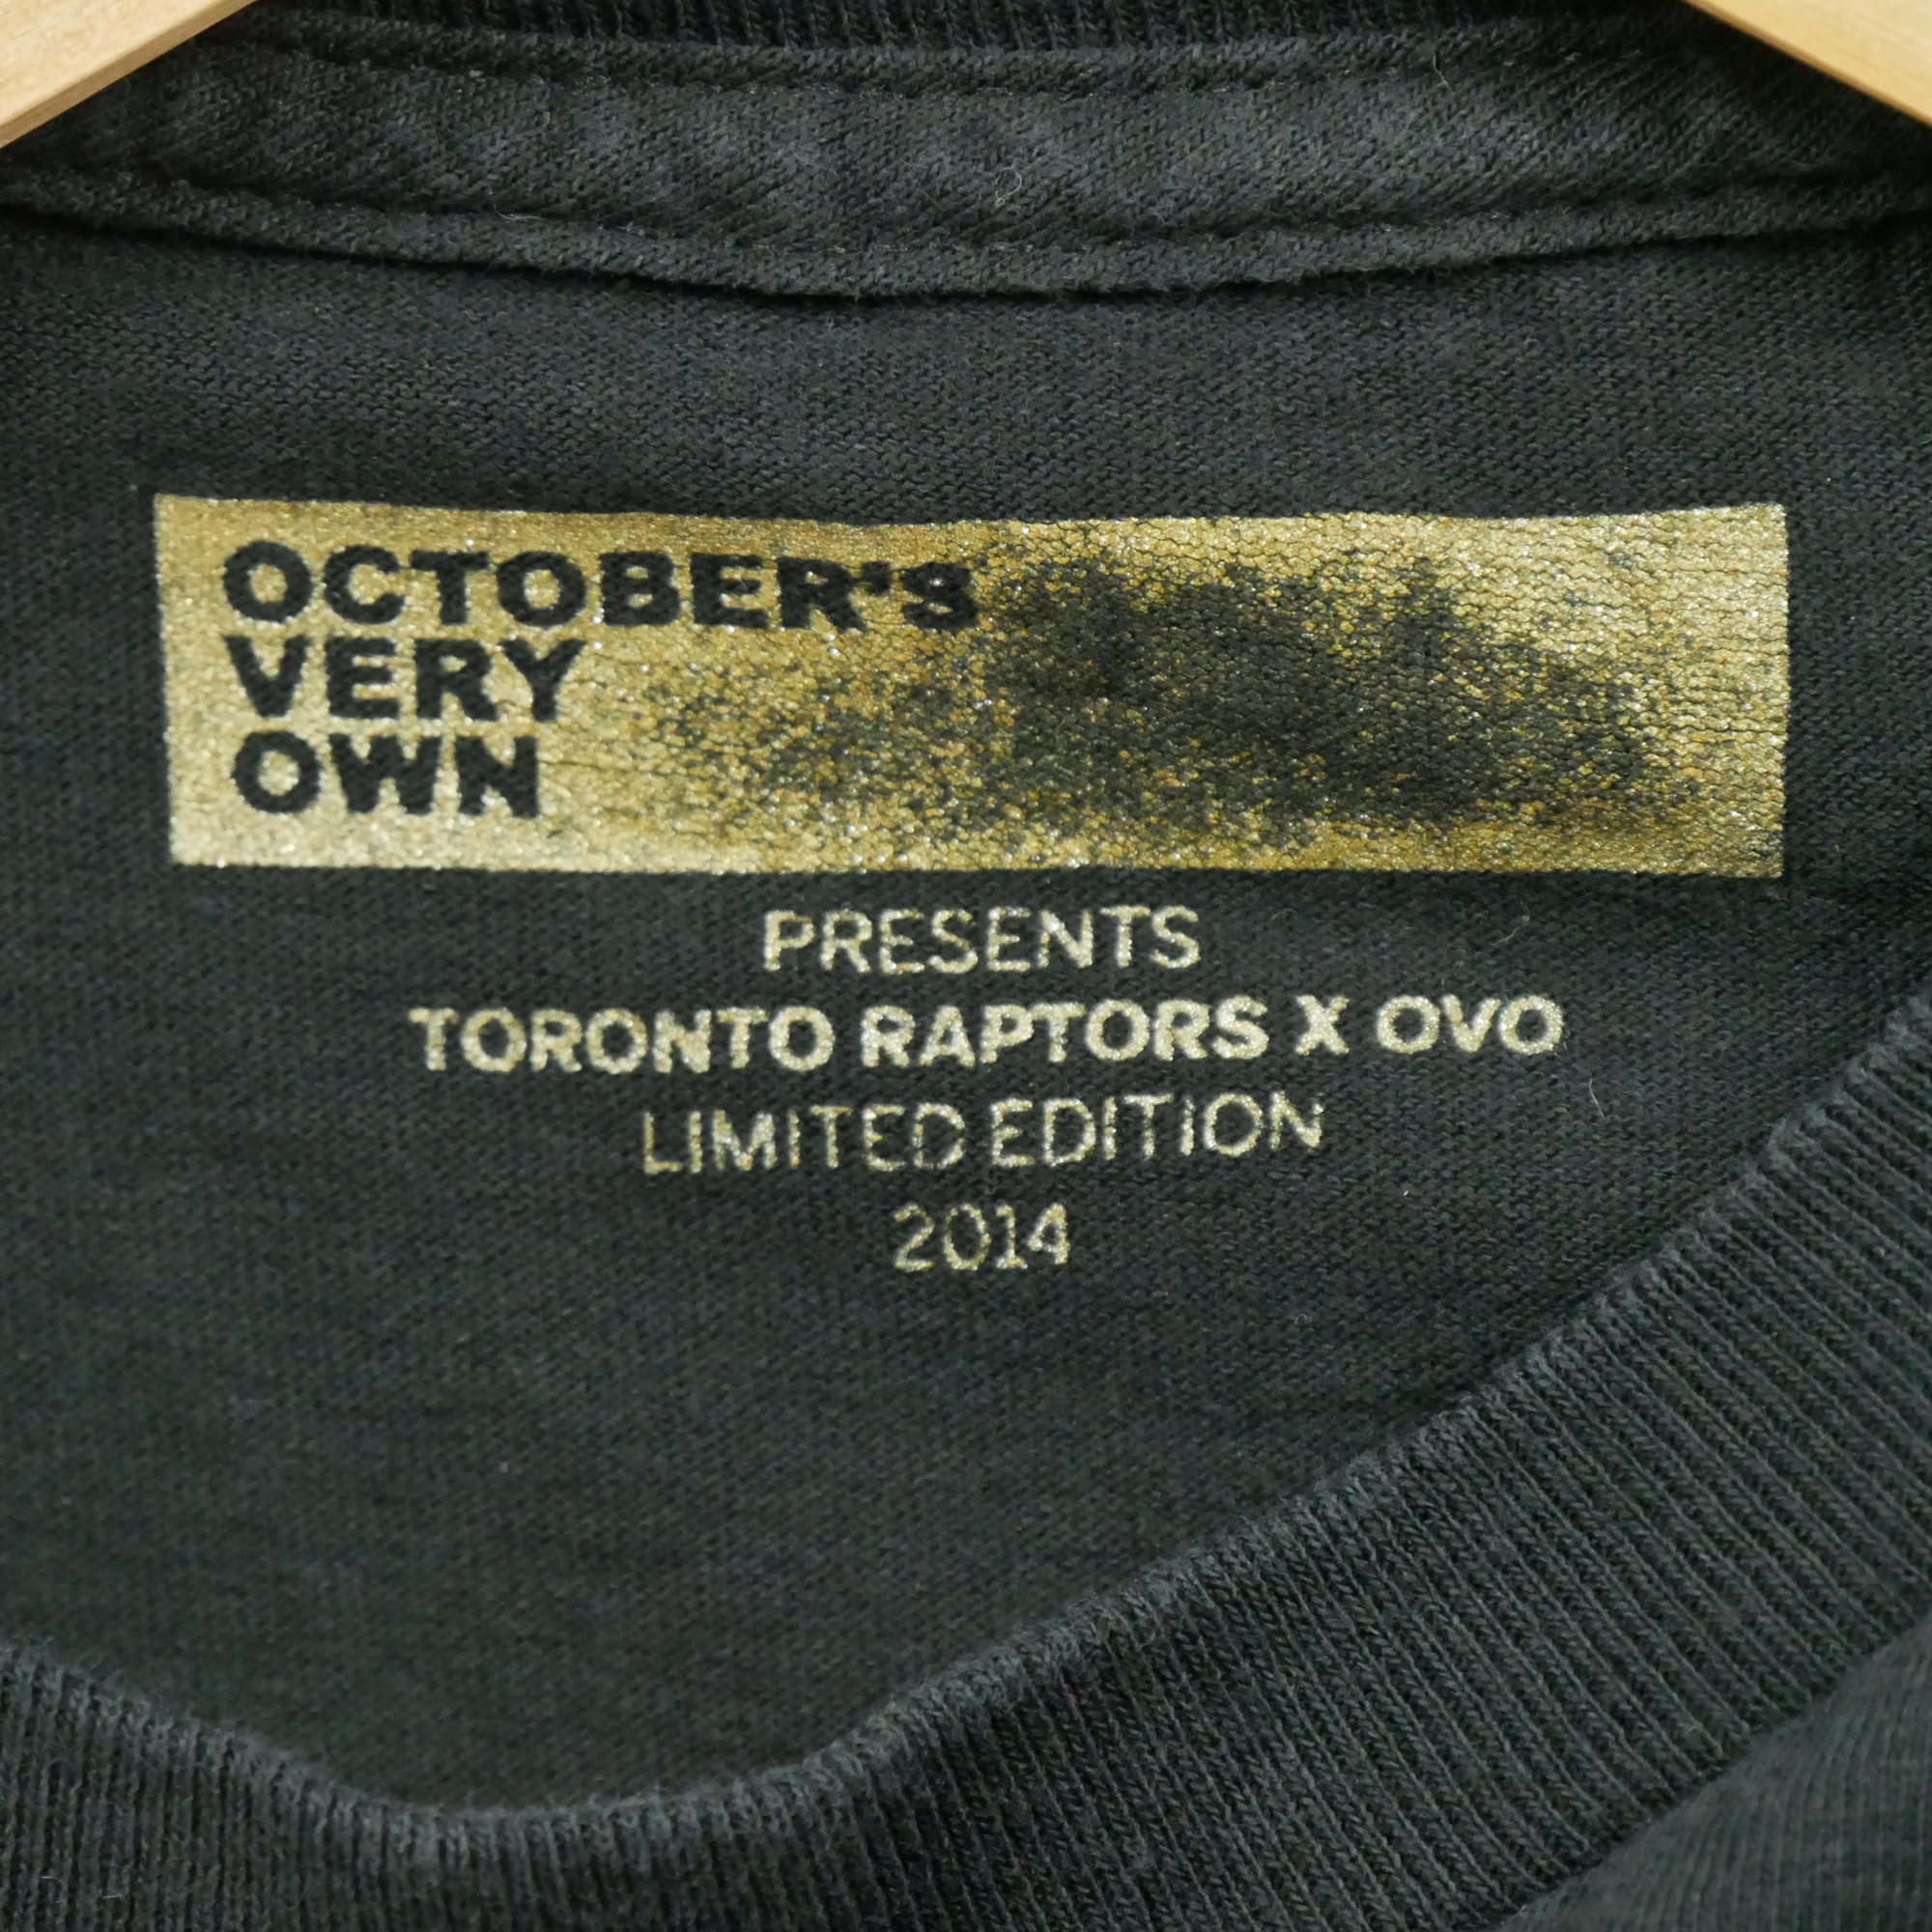 OCTOBER'S
VERY
OWN
PRESENTS
TORONTO RAPTORS X OVO
LIMITED EDITION
2014